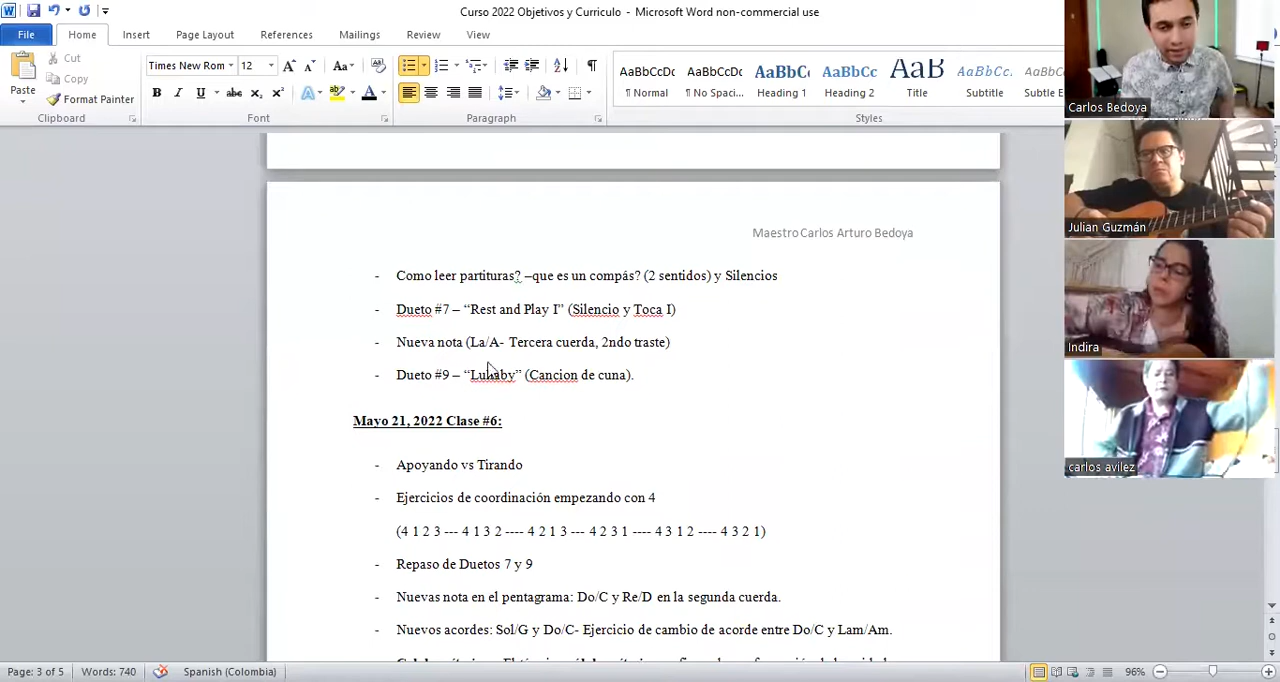 Curso 2022 Objetivos y Curriculo - Microsoft Word non-commercial use
File Home Insert Page Layout References Mailings Review View
Paste
Cut
Copy
Format Painter
Clipboard
Times New Rom 12
Font
Paragraph
AaBbCcDc AaBbCcDc AaBbC AaBbCc AaB AaBbCc. AaBbCcD
¶ Normal ¶ No Spaci... Heading 1 Heading 2 Title Subtitle Subtle E
Styles
Maestro Carlos Arturo Bedoya
- Como leer partituras? –que es un compás? (2 sentidos) y Silencios
- Dueto #7 – “Rest and Play I” (Silencio y Toca I)
- Nueva nota (La/A- Tercera cuerda, 2ndo traste)
- Dueto #9 – “Lullaby” (Cancion de cuna).
Mayo 21, 2022 Clase #6:
- Apoyando vs Tirando
- Ejercicios de coordinación empezando con 4
(4 1 2 3 --- 4 1 3 2 ---- 4 2 1 3 --- 4 2 3 1 ---- 4 3 1 2 ---- 4 3 2 1)
- Repaso de Duetos 7 y 9
- Nuevas nota en el pentagrama: Do/C y Re/D en la segunda cuerda.
- Nuevos acordes: Sol/G y Do/C- Ejercicio de cambio de acorde entre Do/C y Lam/Am.
Carlos Bedoya
Julian Guzmán
Indira
carlos avilez
Page: 3 of 5 Words: 740 Spanish (Colombia) 96%